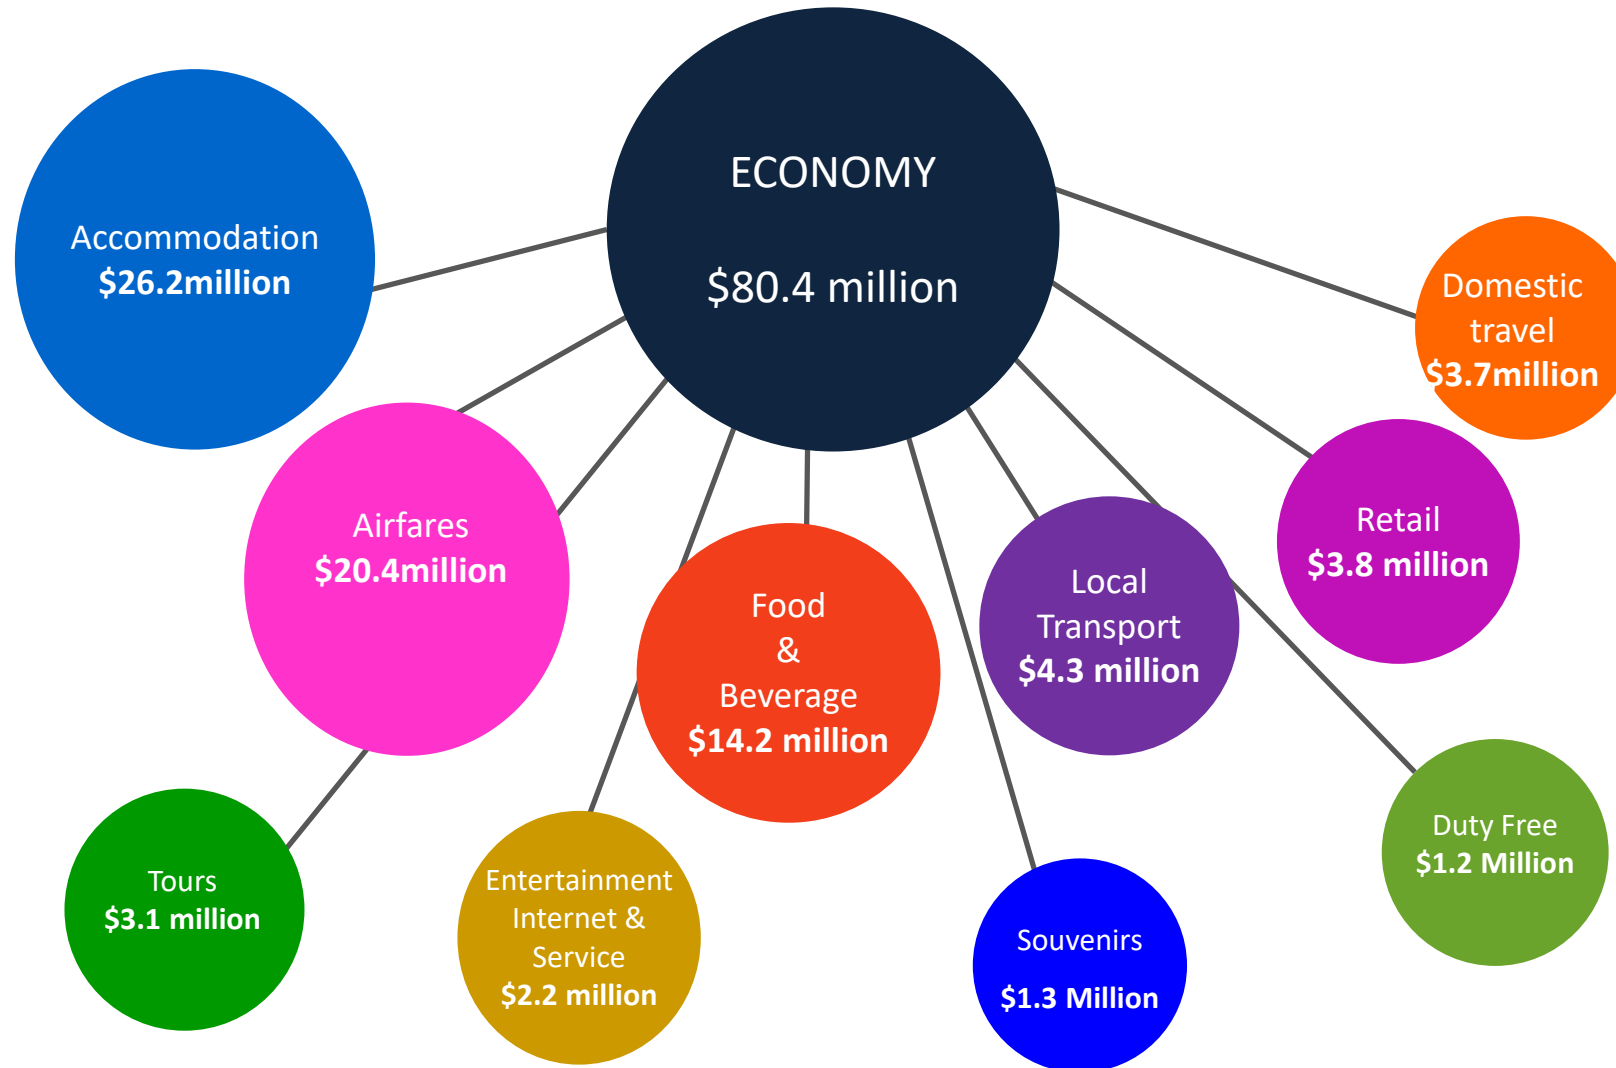 ECONOMY
$80.4 million
Accommodation
$26.2million
Domestic
travel
$3.7million
Airfares
$20.4million
Retail
$3.8 million
Local
Transport
$4.3 million
Food
&
Beverage
$14.2 million
Duty Free
$1.2 Million
Tours
$3.1 million
Entertainment
Internet &
Service
$2.2 million
Souvenirs
$1.3 Million